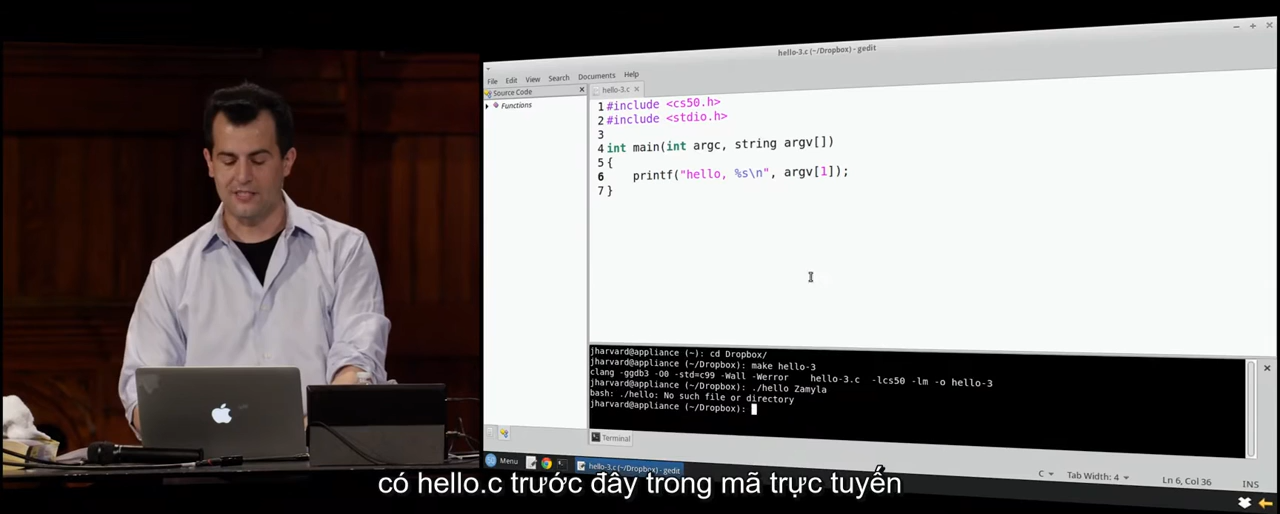 hello-3.c (~/Dropbox) - gedit
File Edit View Search Documents Help
Source Code
Functions
hello-3.c
1 #include <cs50.h>
2 #include <stdio.h>
3
4 int main(int argc, string argv[])
5 {
6 printf("hello, %s\n", argv[1]);
7 }
jharvard@appliance (~): cd Dropbox/
jharvard@appliance (~/Dropbox): make hello-3
clang -ggdb3 -O0 -std=c99 -Wall -Werror hello-3.c -lcs50 -lm -o hello-3
jharvard@appliance (~/Dropbox): ./hello Zamyla
bash: ./hello: No such file or directory
jharvard@appliance (~/Dropbox):
Terminal
Menu
hello-3.c (~/Dropbox) - gedit
C Tab Width: 4 Ln 6, Col 36 INS
có hello.c trước đây trong mã trực tuyến